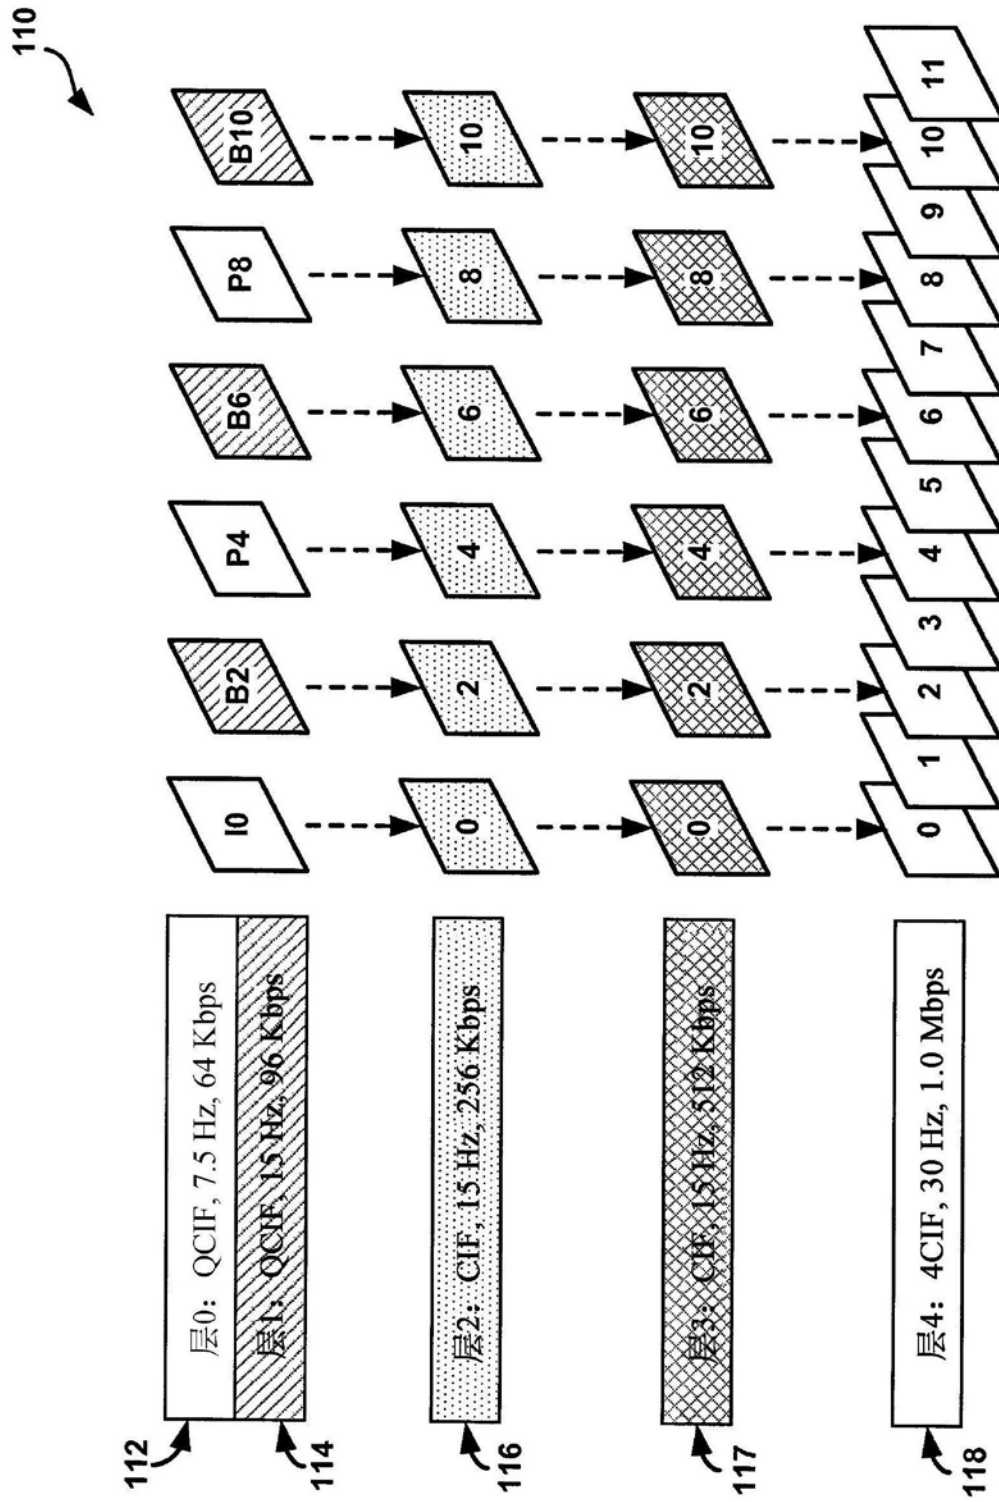 110
I0
B2
P4
B6
P8
B10
112
层0：QCIF, 7.5 Hz, 64 Kbps
114
层1：QCIF, 15 Hz, 96 Kbps
0
2
4
6
8
10
116
层2：CIF, 15 Hz, 256 Kbps
0
2
4
6
8
10
117
层3：CIF, 15 Hz, 512 Kbps
0
1
2
3
4
5
6
7
8
9
10
11
118
层4：4CIF, 30 Hz, 1.0 Mbps